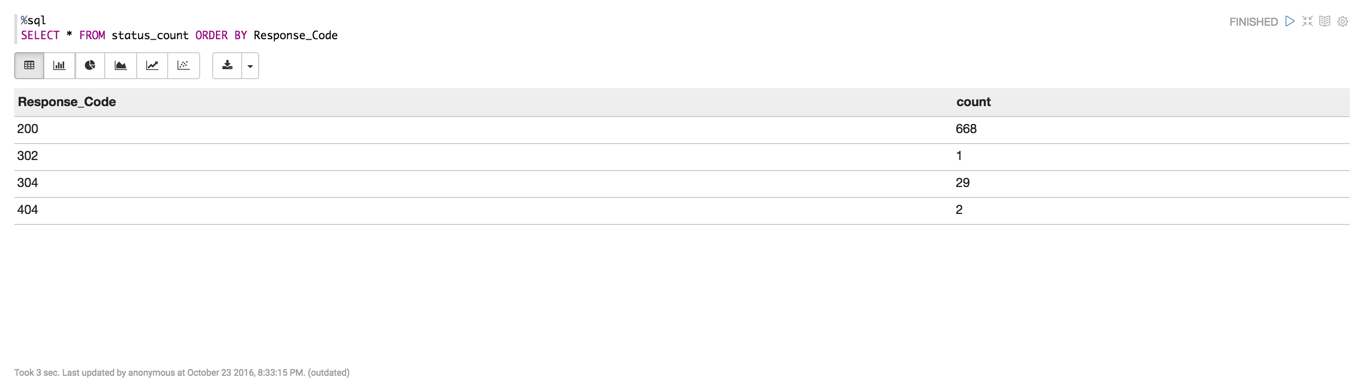 %sql
SELECT * FROM status_count ORDER BY Response_Code
FINISHED
Response_Code count
200 668
302 1
304 29
404 2
Took 3 sec. Last updated by anonymous at October 23 2016, 8:33:15 PM. (outdated)